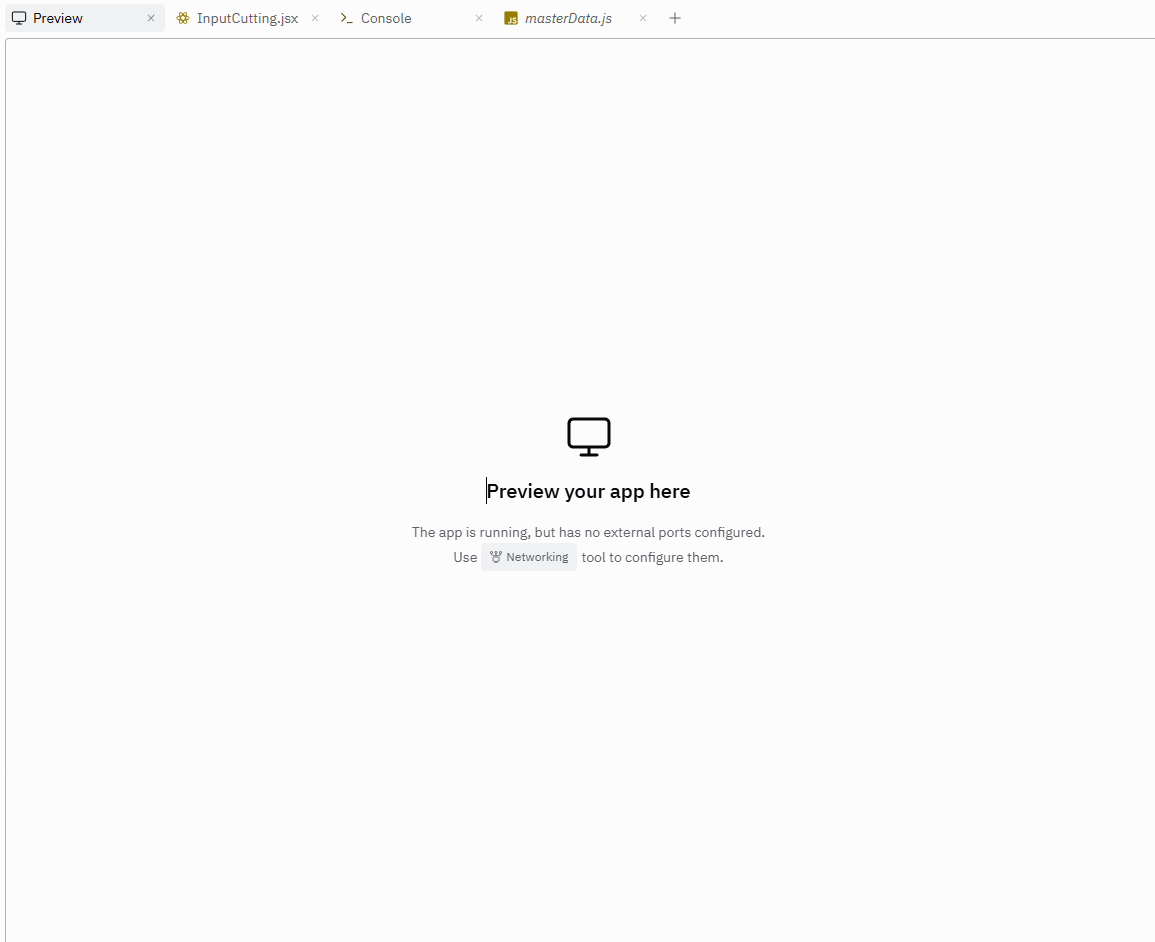 Preview
InputCutting.jsx
Console
masterData.js
Preview your app here
The app is running, but has no external ports configured.
Use Networking tool to configure them.